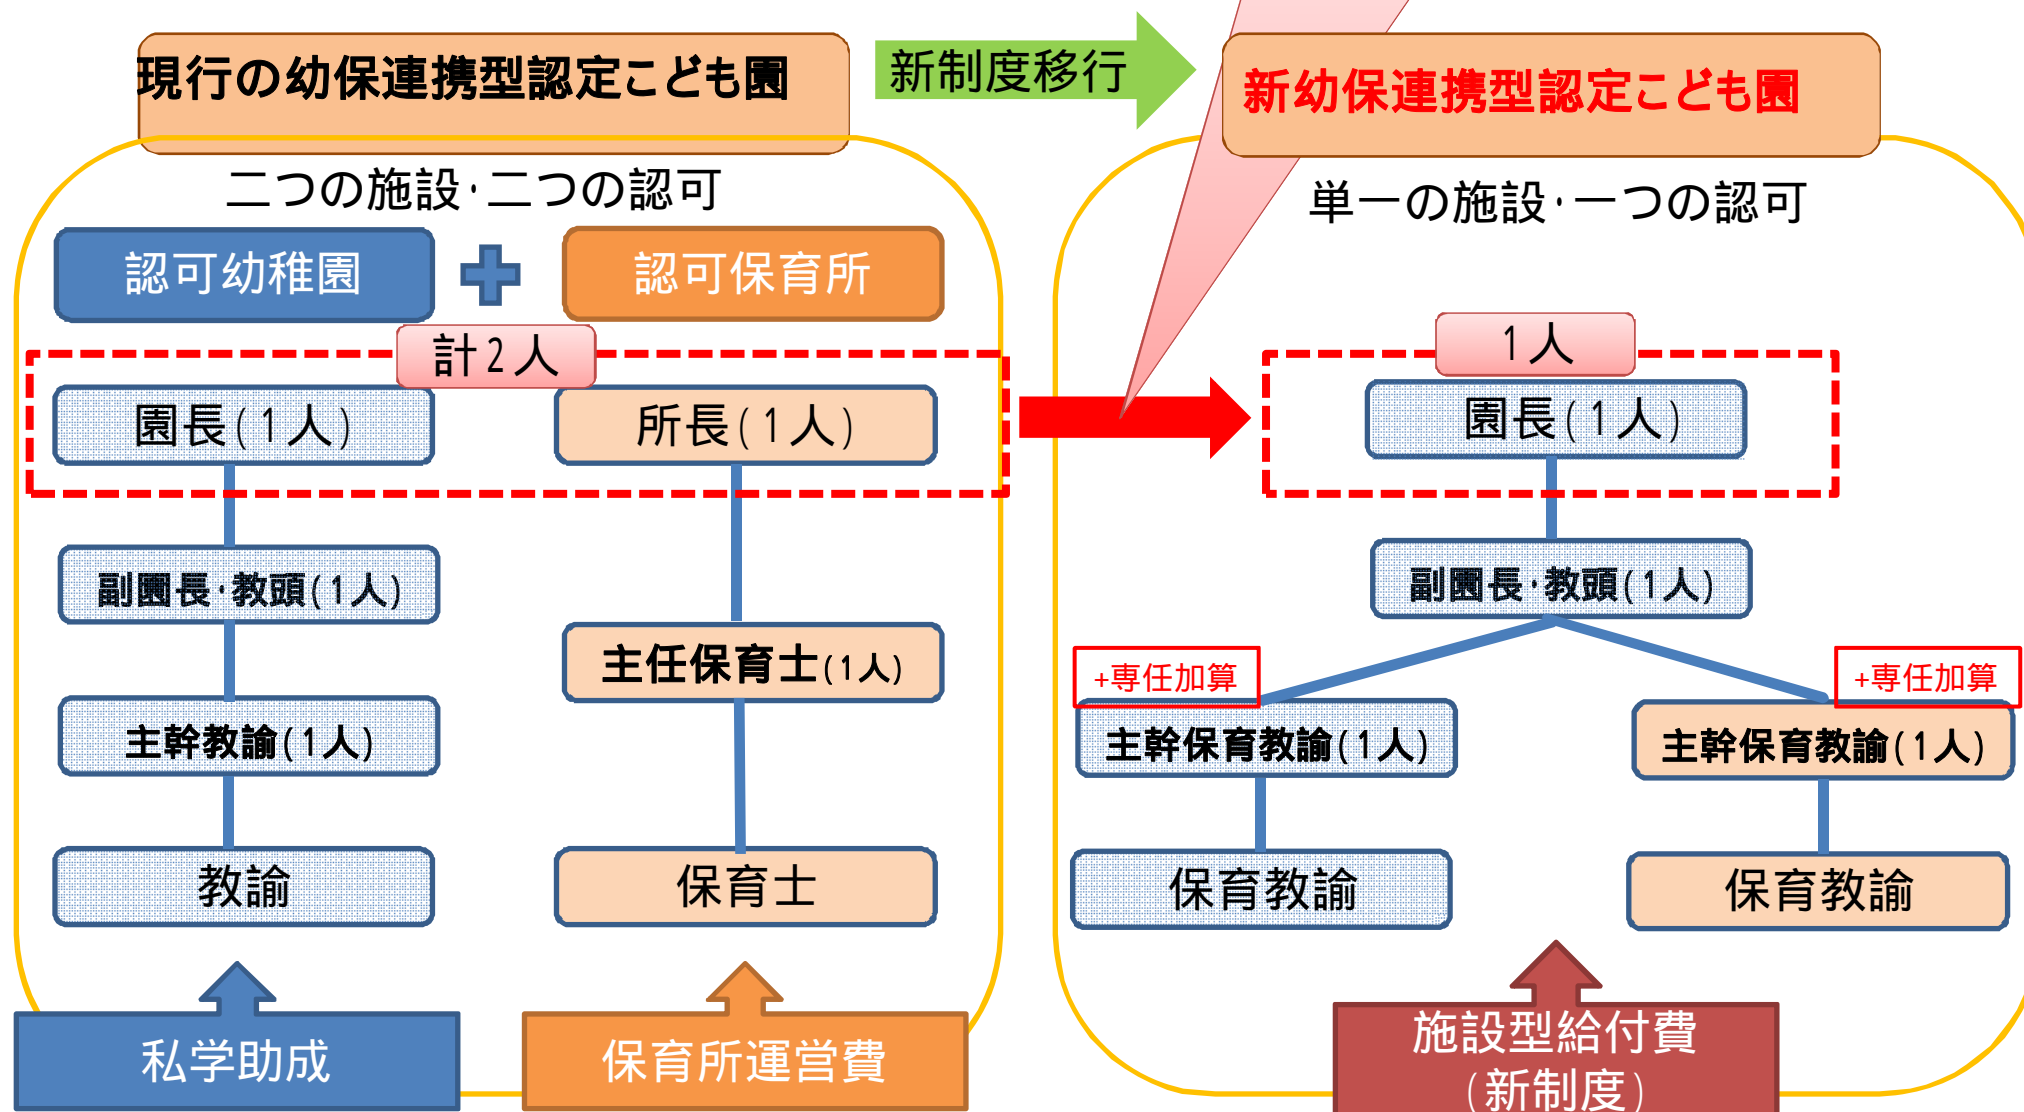 現行の幼保連携型認定こども園
新制度移行
新幼保連携型認定こども園
二つの施設･二つの認可
単一の施設･一つの認可
認可幼稚園
認可保育所
計2人
1人
園長(1人)
所長(1人)
園長(1人)
副園長･教頭(1人)
副園長･教頭(1人)
主任保育士(1人)
+専任加算
+専任加算
主幹教諭(1人)
主幹保育教諭(1人)
主幹保育教諭(1人)
教諭
保育士
保育教諭
保育教諭
私学助成
保育所運営費
施設型給付費
(新制度)